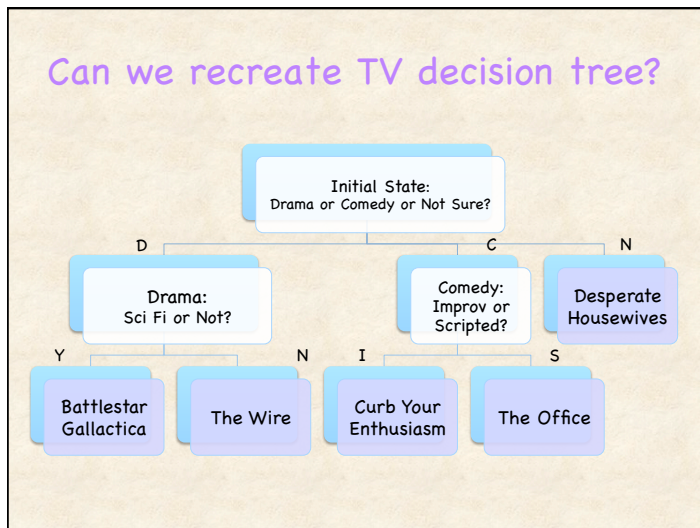 Can we recreate TV decision tree?
Initial State:
Drama or Comedy or Not Sure?
D
C
N
Drama:
Sci Fi or Not?
Comedy:
Improv or
Scripted?
Desperate
Housewives
Y
N
I
S
Battlestar
Gallactica
The Wire
Curb Your
Enthusiasm
The Office